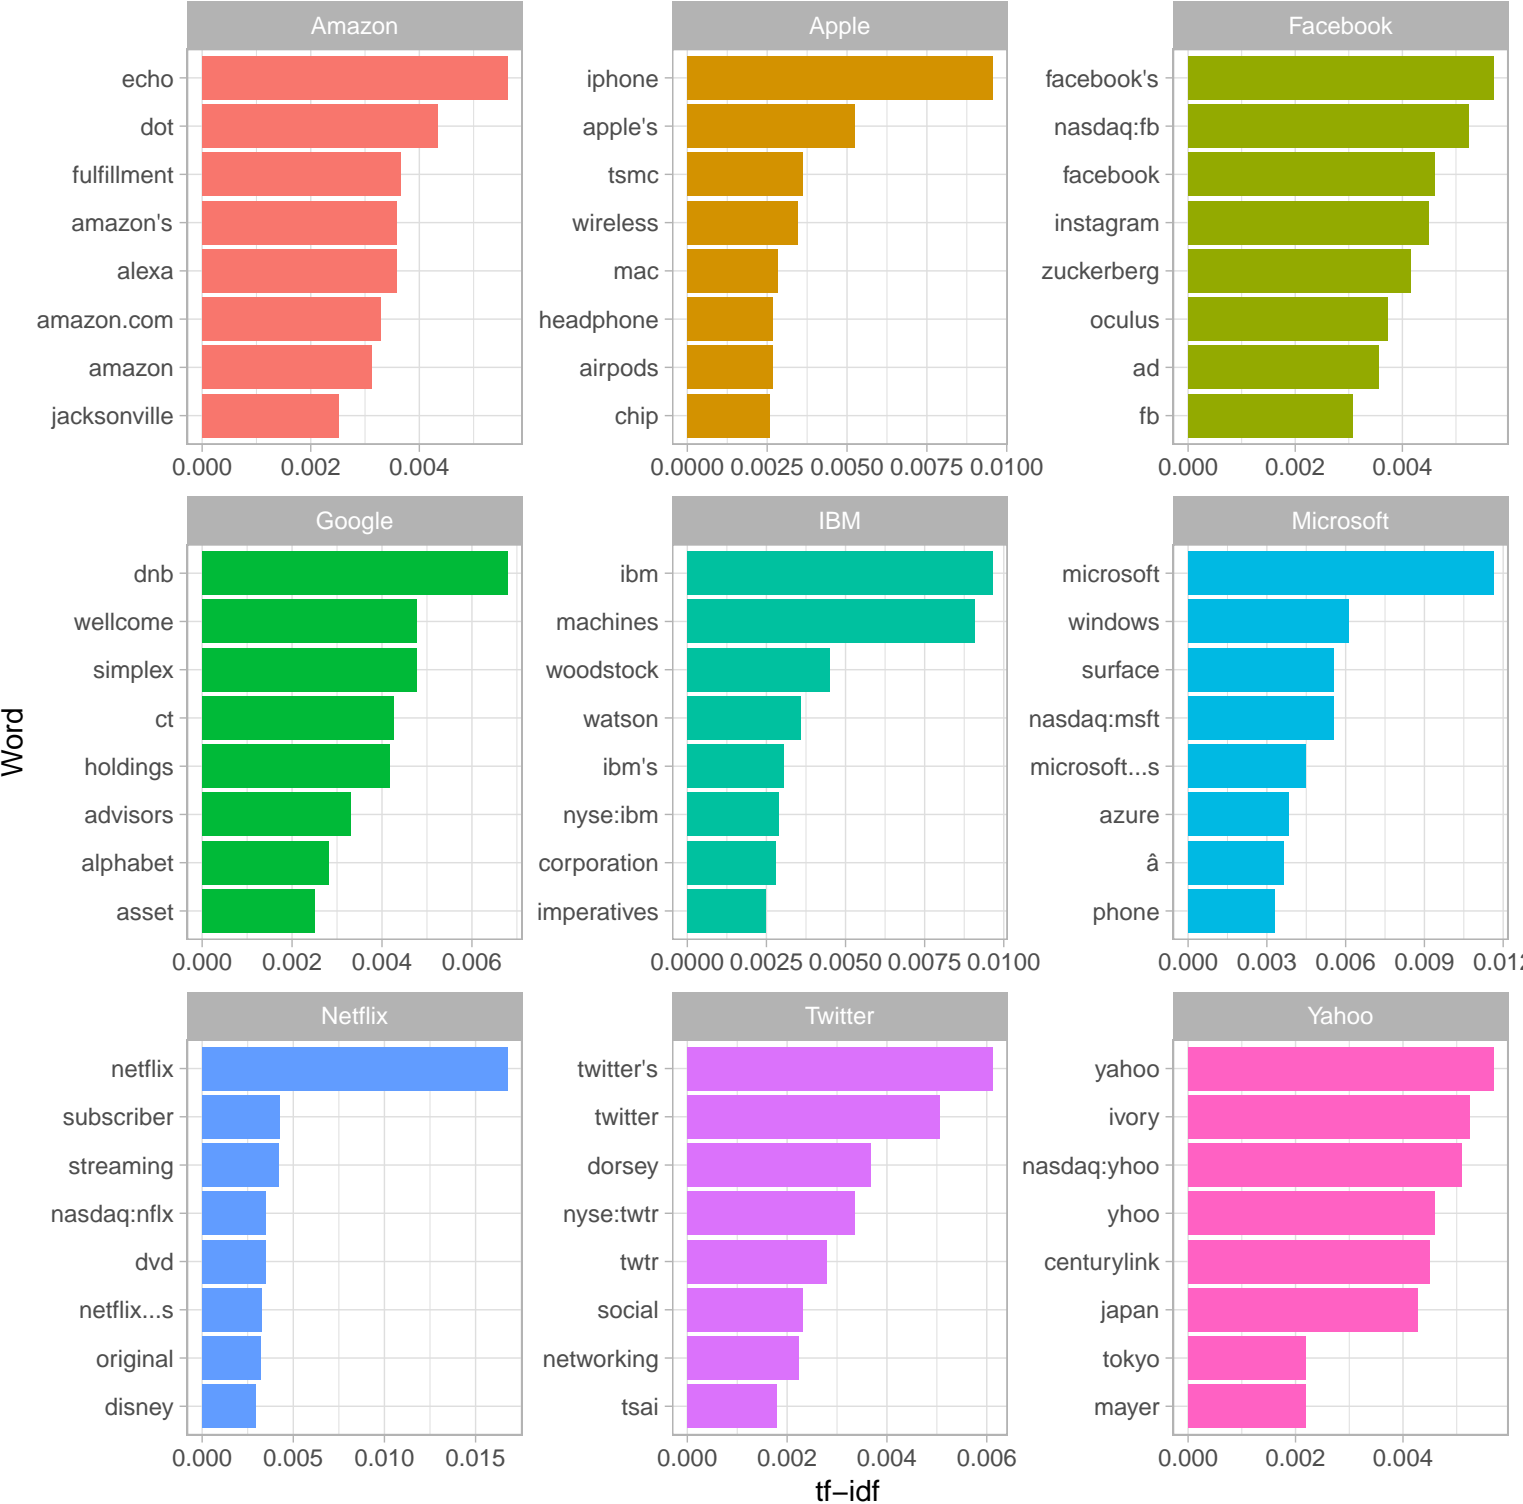 Amazon
Apple
Facebook
echo
dot
fulfillment
amazon's
alexa
amazon.com
amazon
jacksonville
0.000 0.002 0.004
iphone
apple's
tsmc
wireless
mac
headphone
airpods
chip
0.0000 0.0025 0.0050 0.0075 0.0100
facebook's
nasdaq:fb
facebook
instagram
zuckerberg
oculus
ad
fb
0.000 0.002 0.004
Word
Google
IBM
Microsoft
dnb
wellcome
simplex
ct
holdings
advisors
alphabet
asset
0.000 0.002 0.004 0.006
ibm
machines
woodstock
watson
ibm's
nyse:ibm
corporation
imperatives
0.0000 0.0025 0.0050 0.0075 0.0100
microsoft
windows
surface
nasdaq:msft
microsoft...s
azure
â
phone
0.000 0.003 0.006 0.009
Netflix
Twitter
Yahoo
netflix
subscriber
streaming
nasdaq:nflx
dvd
netflix...s
original
disney
0.000 0.005 0.010 0.015
twitter's
twitter
dorsey
nyse:twtr
twtr
social
networking
tsai
0.000 0.002 0.004 0.006
yahoo
ivory
nasdaq:yhoo
yhoo
centurylink
japan
tokyo
mayer
0.000 0.002 0.004
tf−idf